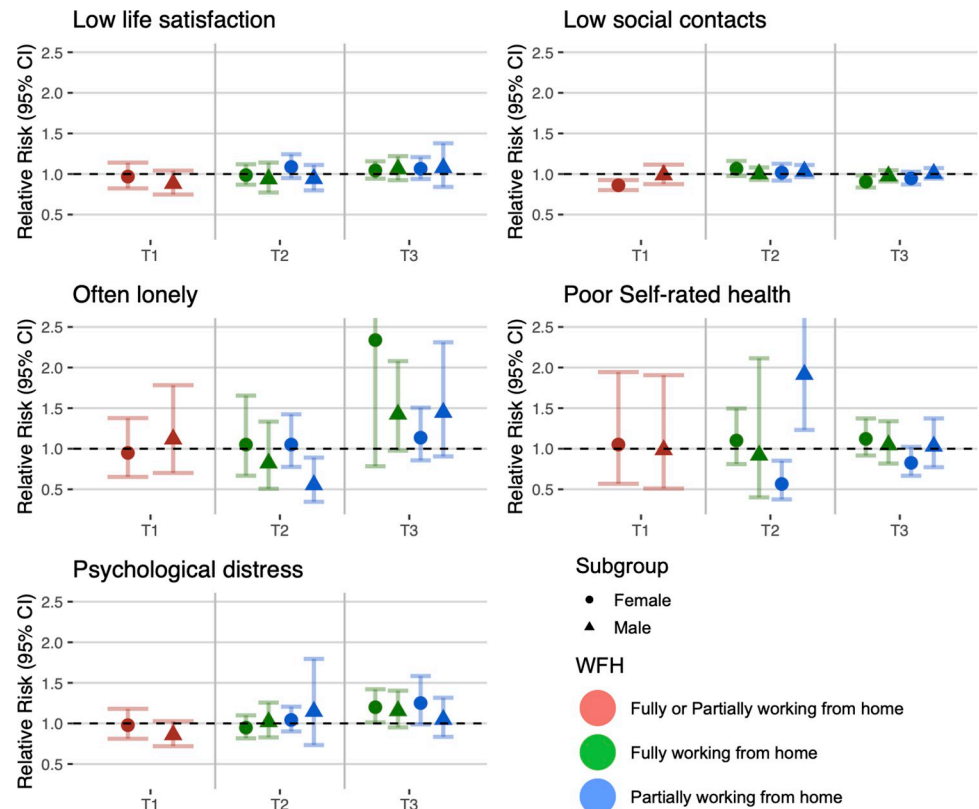 Low life satisfaction
Relative Risk (95% CI)
2.5
2.0
1.5
1.0
0.5
T1 T2 T3
Low social contacts
Relative Risk (95% CI)
2.5
2.0
1.5
1.0
0.5
T1 T2 T3
Often lonely
Relative Risk (95% CI)
2.5
2.0
1.5
1.0
0.5
T1 T2 T3
Poor Self-rated health
Relative Risk (95% CI)
2.5
2.0
1.5
1.0
0.5
T1 T2 T3
Psychological distress
Relative Risk (95% CI)
2.5
2.0
1.5
1.0
0.5
T1 T2 T3
Subgroup
Female
Male
WFH
Fully or Partially working from home
Fully working from home
Partially working from home